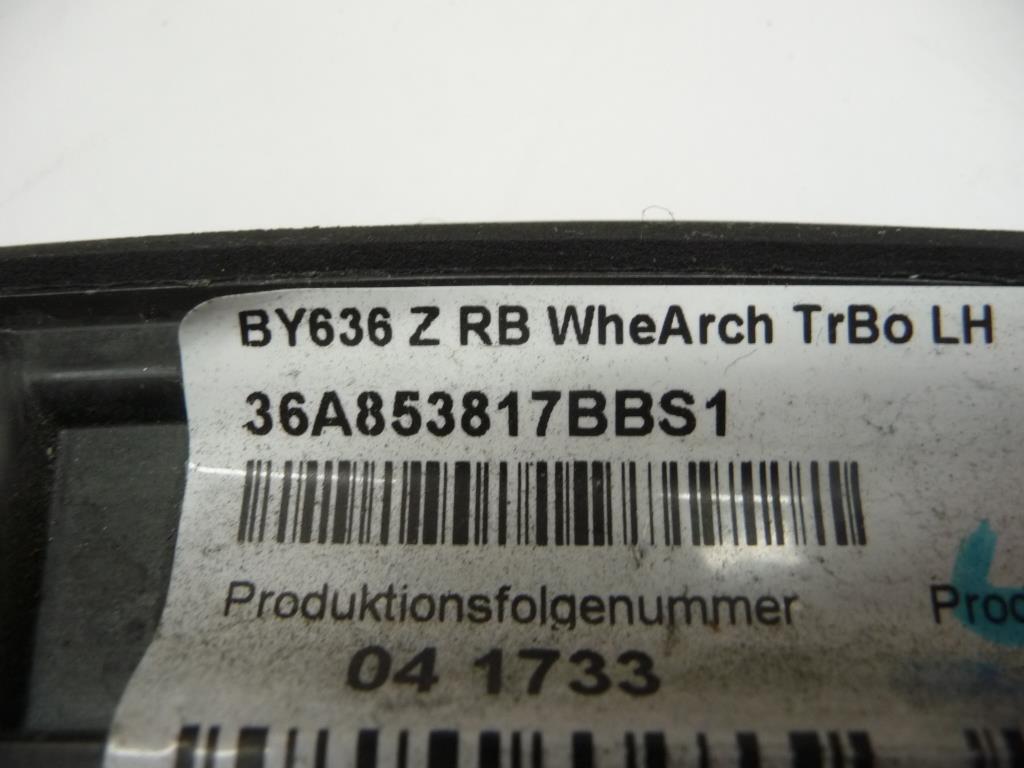 BY636 Z RB WheArch TrBo LH
36A853817BBS1
Produktionsfolgenummer
04 1733